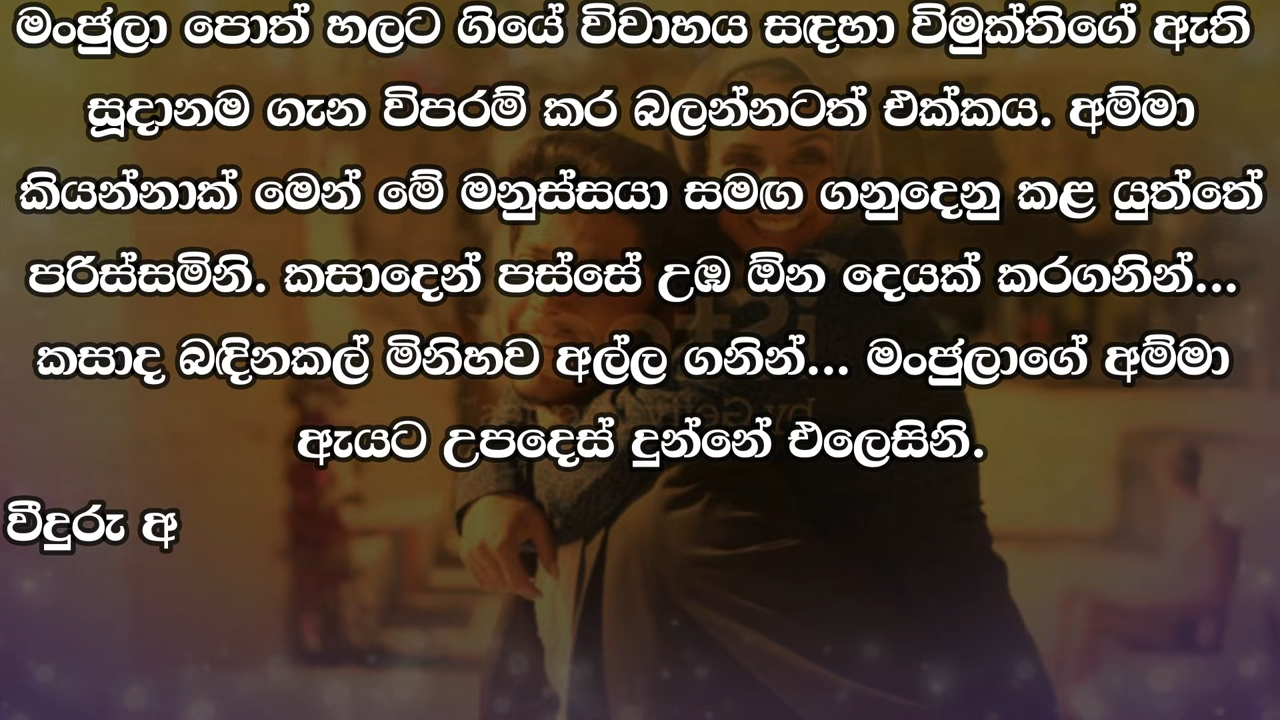 මංජුලා පොත් හලට ගියේ විවාහය සඳහා විමුක්තිගේ ඇති
සූදානම ගැන විපරම් කර බලන්නටත් එක්කය. අම්මා
කියන්නාක් මෙන් මේ මනුස්සයා සමඟ ගනුදෙනු කළ යුත්තේ
පරිස්සමිනි. කසාදෙන් පස්සේ උඹ ඕන දෙයක් කරගනින්...
කසාද බඳිනකල් මිනිහව අල්ල ගනින්... මංජුලාගේ අම්මා
ඇයට උපදෙස් දුන්නේ එලෙසිනි.
වීදුරු අ